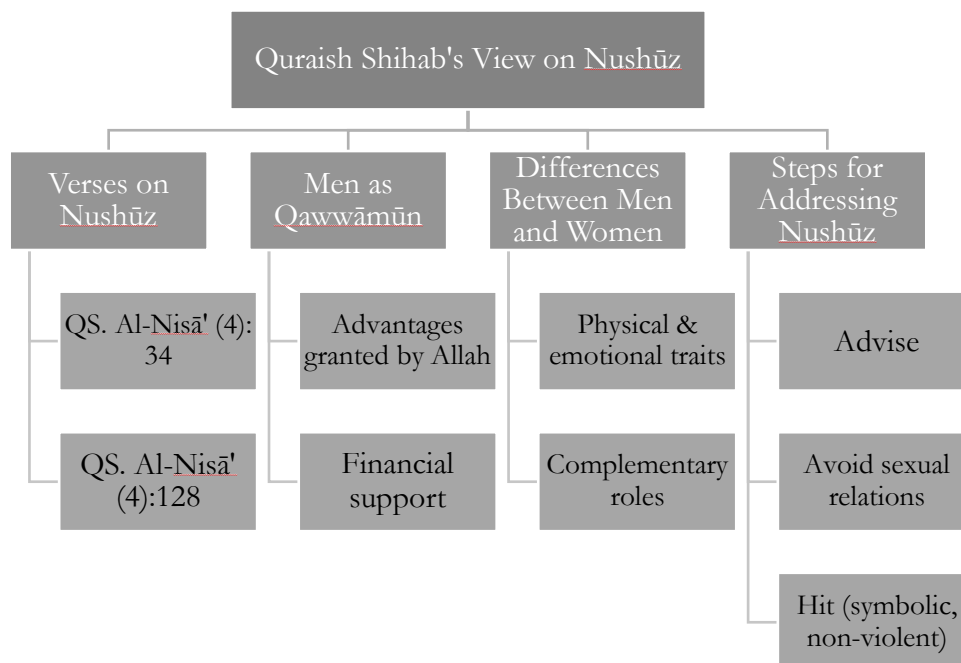 Quraish Shihab's View on Nushūz
Verses on
Nushūz
QS. Al-Nisā' (4):
34
QS. Al-Nisā'
(4):128
Men as
Qawwāmūn
Advantages
granted by Allah
Financial
support
Differences
Between Men
and Women
Physical &
emotional traits
Complementary
roles
Steps for
Addressing
Nushūz
Advise
Avoid sexual
relations
Hit (symbolic,
non-violent)